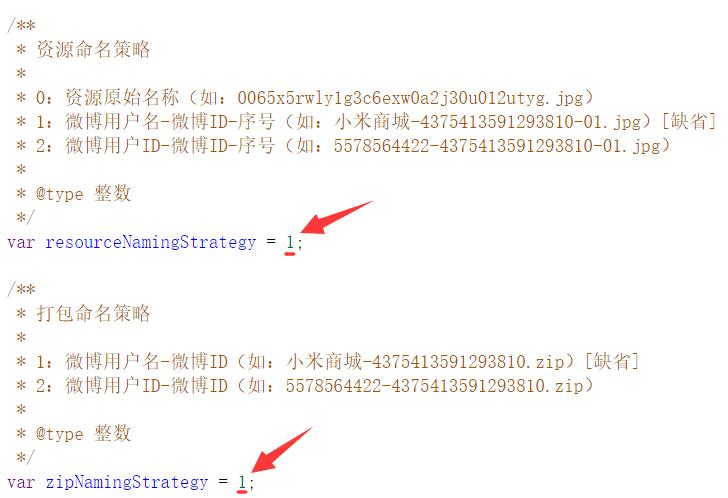 /**
 * 资源命名策略
 *
 * 0: 资源原始名称（如: 0065x5rwly1g3c6exw0a2j30u012utyg.jpg）
 * 1: 微博用户名-微博ID-序号（如: 小米商城-4375413591293810-01.jpg）[缺省]
 * 2: 微博用户ID-微博ID-序号（如: 5578564422-4375413591293810-01.jpg）
 *
 * @type 整数
 */
var resourceNamingStrategy = 1;
/**
 * 打包命名策略
 *
 * 1: 微博用户名-微博ID（如: 小米商城-4375413591293810.zip）[缺省]
 * 2: 微博用户ID-微博ID（如: 5578564422-4375413591293810.zip）
 *
 * @type 整数
 */
var zipNamingStrategy = 1;